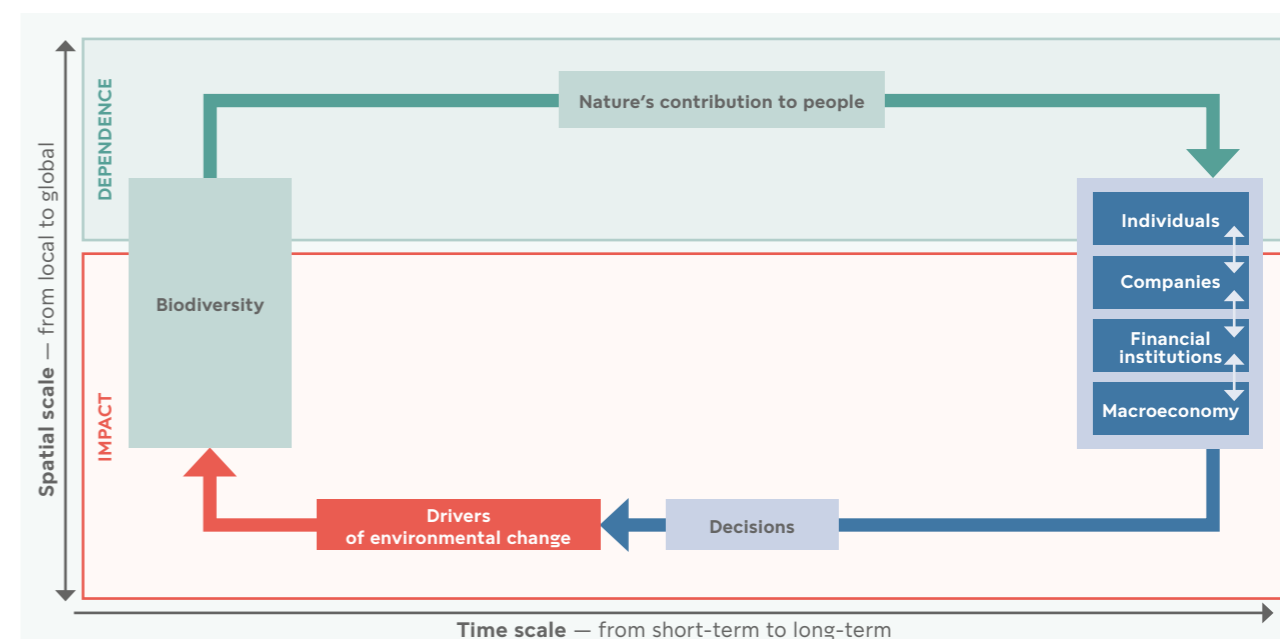 DEPENDENCE
Nature’s contribution to people
Spatial scale — from local to global
Biodiversity
Individuals
Companies
Financial
institutions
Macroeconomy
IMPACT
Drivers
of environmental change
Decisions
Time scale — from short-term to long-term